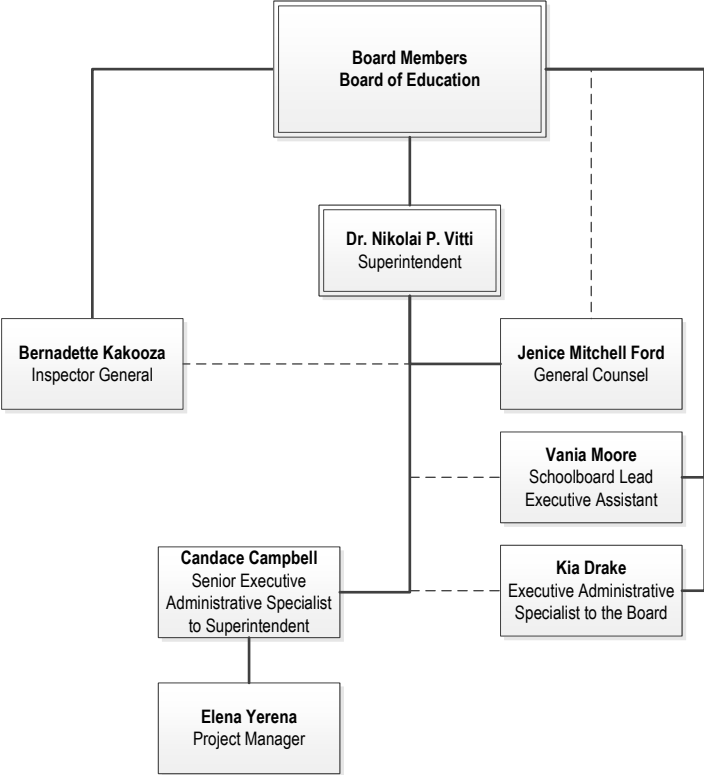 Board Members
Board of Education
Dr. Nikolai P. Vitti
Superintendent
Bernadette Kakooza
Inspector General
Jenice Mitchell Ford
General Counsel
Vania Moore
Schoolboard Lead
Executive Assistant
Candace Campbell
Senior Executive
Administrative Specialist
to Superintendent
Kia Drake
Executive Administrative
Specialist to the Board
Elena Yerena
Project Manager